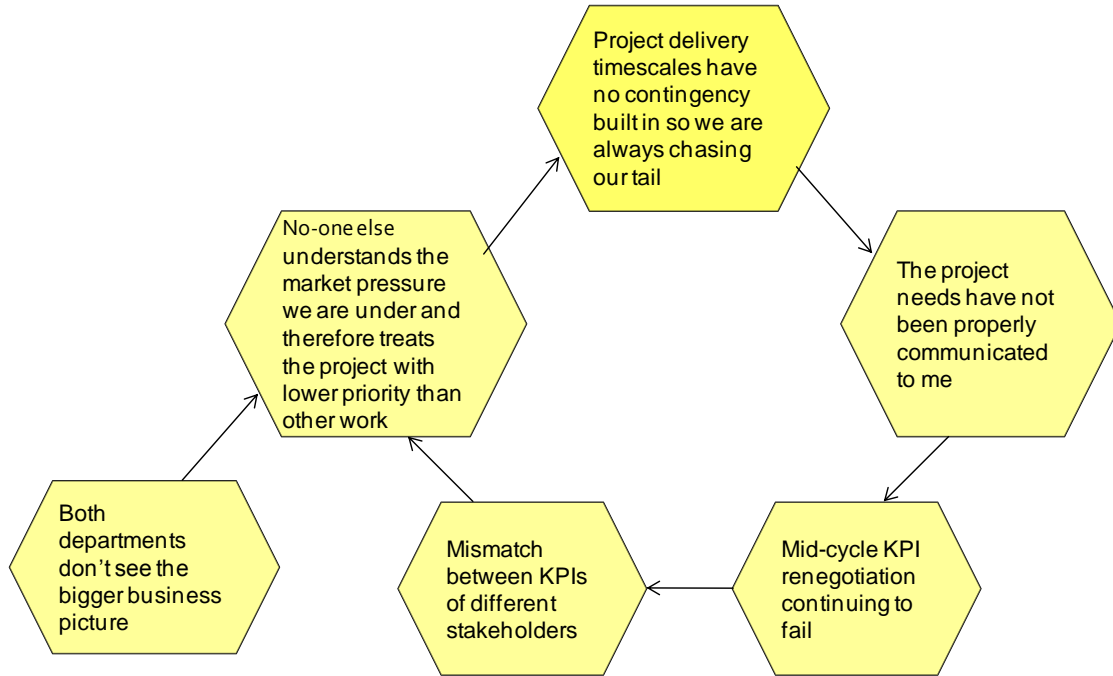 Project delivery
timescales have
no contingency
built in so we are
always chasing
our tail
No-one else
understands the
market pressure
we are under and
therefore treats
the project with
lower priority than
other work
The project
needs have not
been properly
communicated
to me
Both
departments
don’t see the
bigger business
picture
Mismatch
between KPIs
of different
stakeholders
Mid-cycle KPI
renegotiation
continuing to
fail